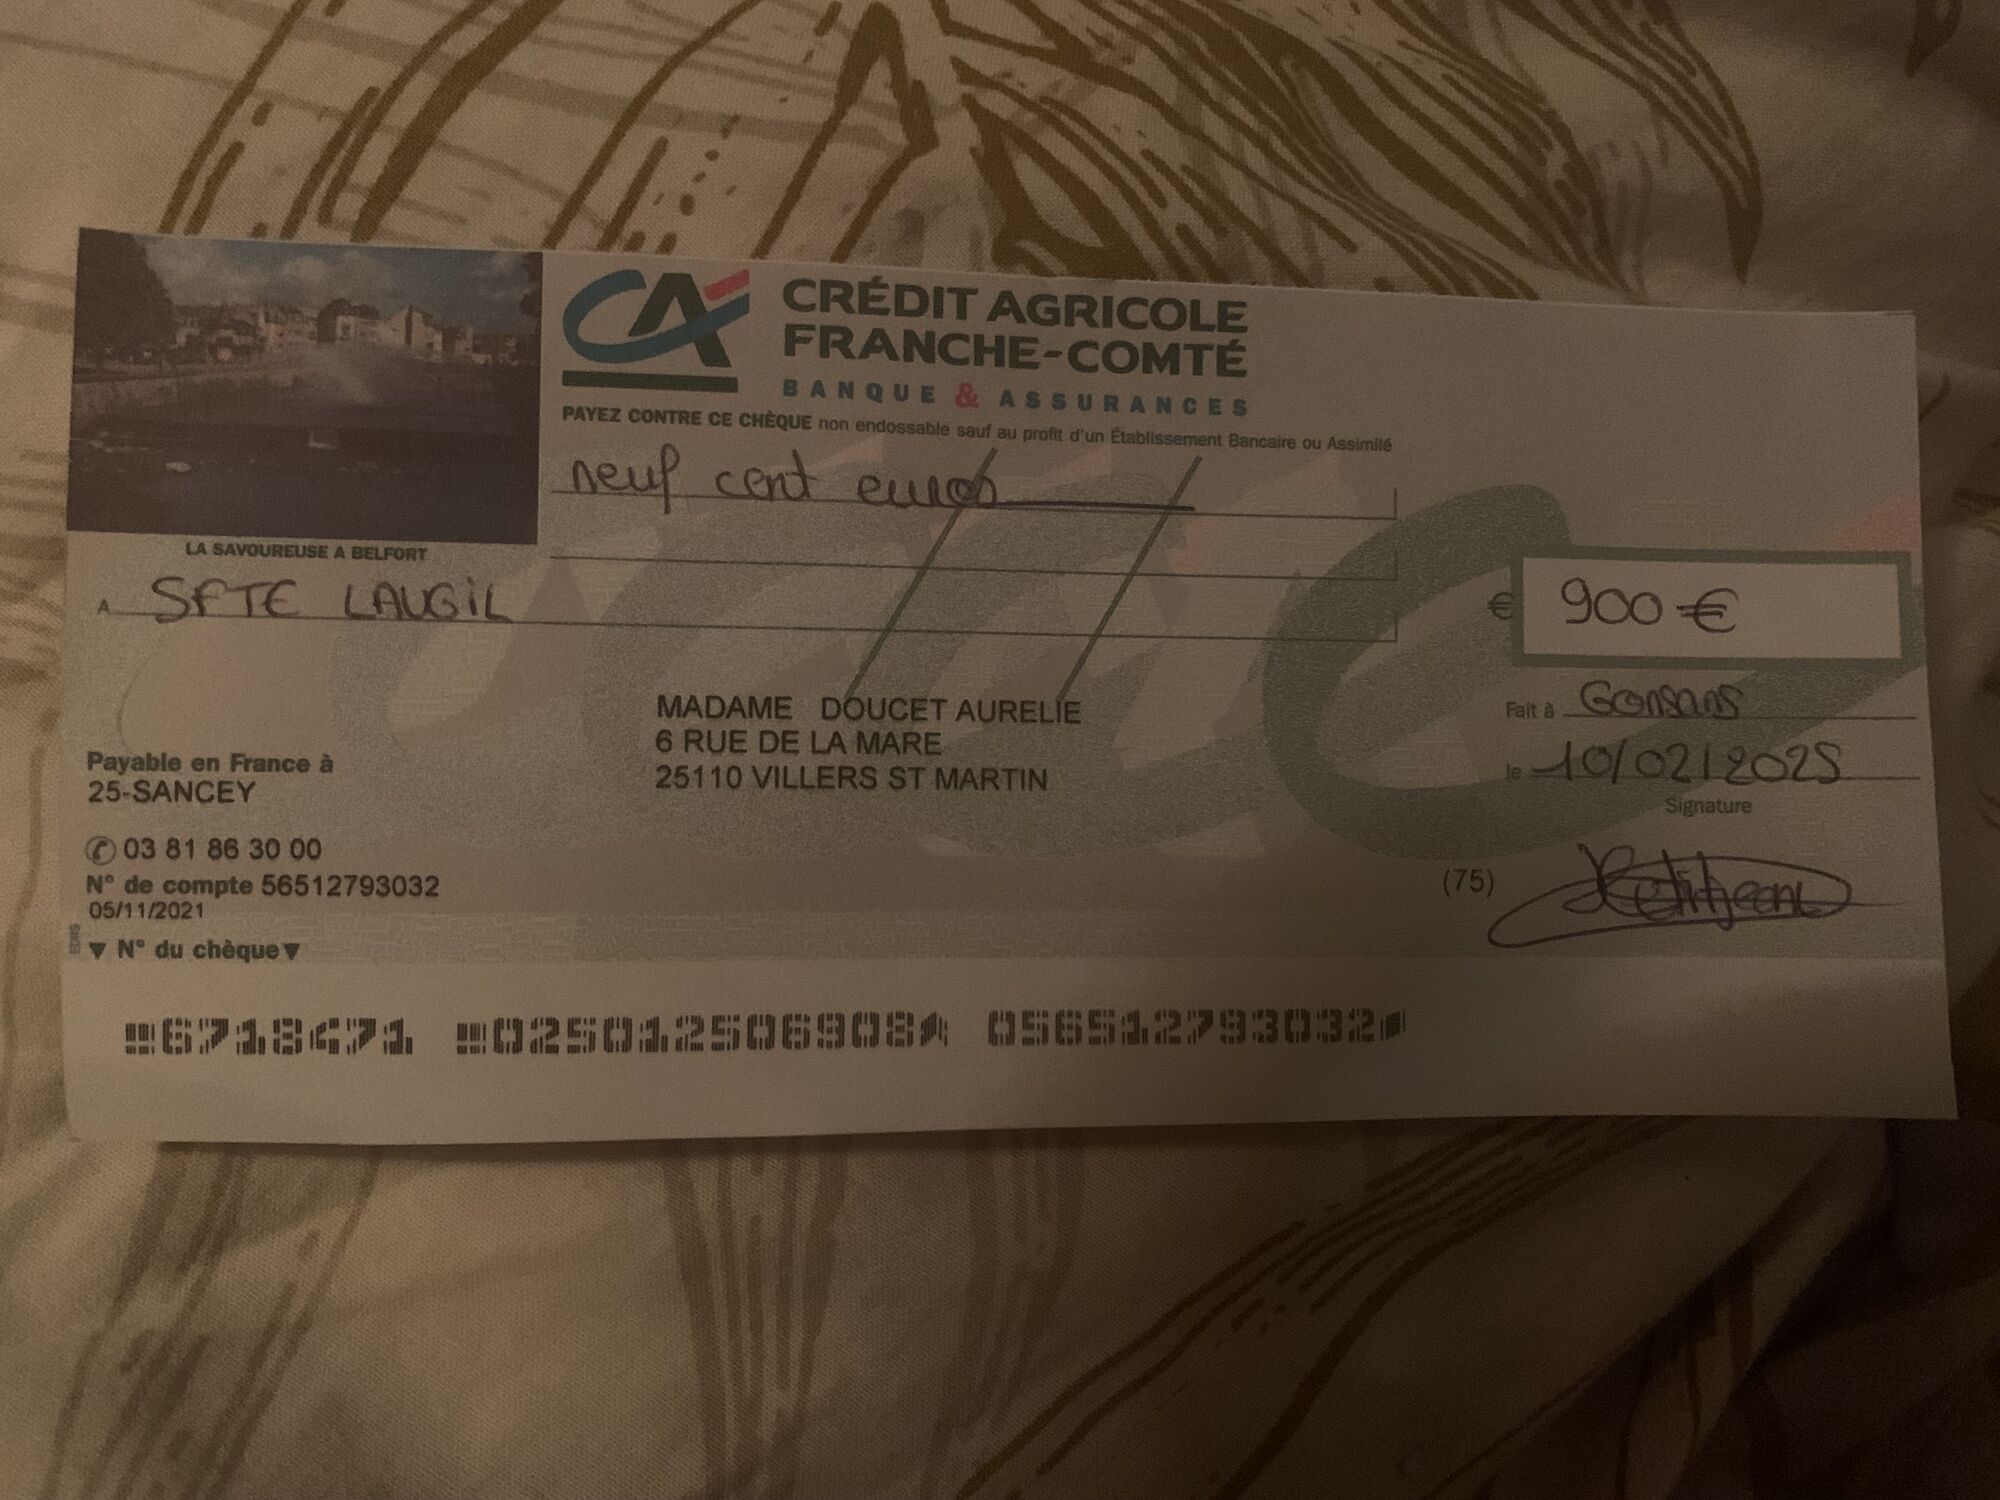 CRÉDIT AGRICOLE
FRANCHE-COMTÉ
BANQUE & ASSURANCES
PAYEZ CONTRE CE CHÈQUE non endossable sauf au profit d'un Établissement Bancaire ou Assimilé
neuf cent euros
LA SAVOUREUSE A BELFORT
A SFTE LAUGIL
€ 900 €
MADAME DOUCET AURELIE
6 RUE DE LA MARE
25110 VILLERS ST MARTIN
Fait à Gonsans
le 10/02/2025
Signature
Payable en France à
25-SANCEY
✆ 03 81 86 30 00
N° de compte 56512793032
05/11/2021
(75)
EDIS
▼ N° du chèque ▼
6718471 025012506908 056512793032